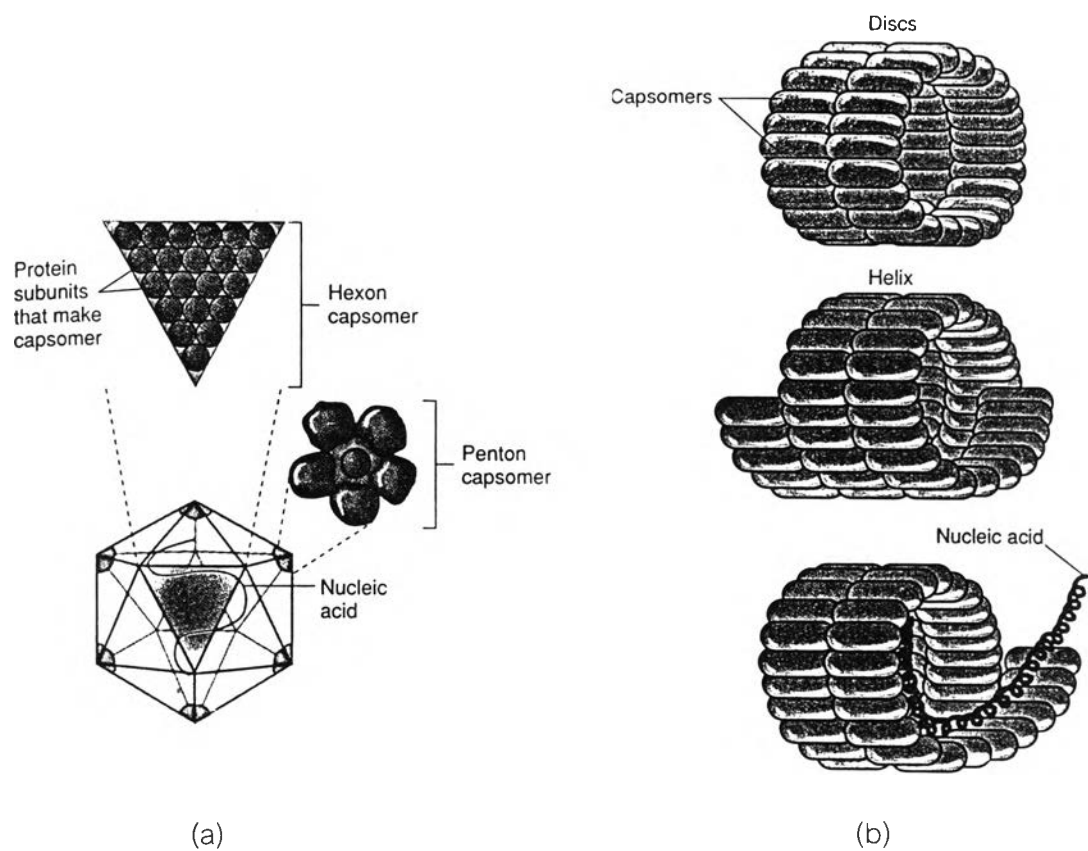 Protein
subunits
that make
capsomer
Hexon
capsomer
Penton
capsomer
Nucleic
acid
(a)
Discs
Capsomers
Helix
Nucleic acid
(b)